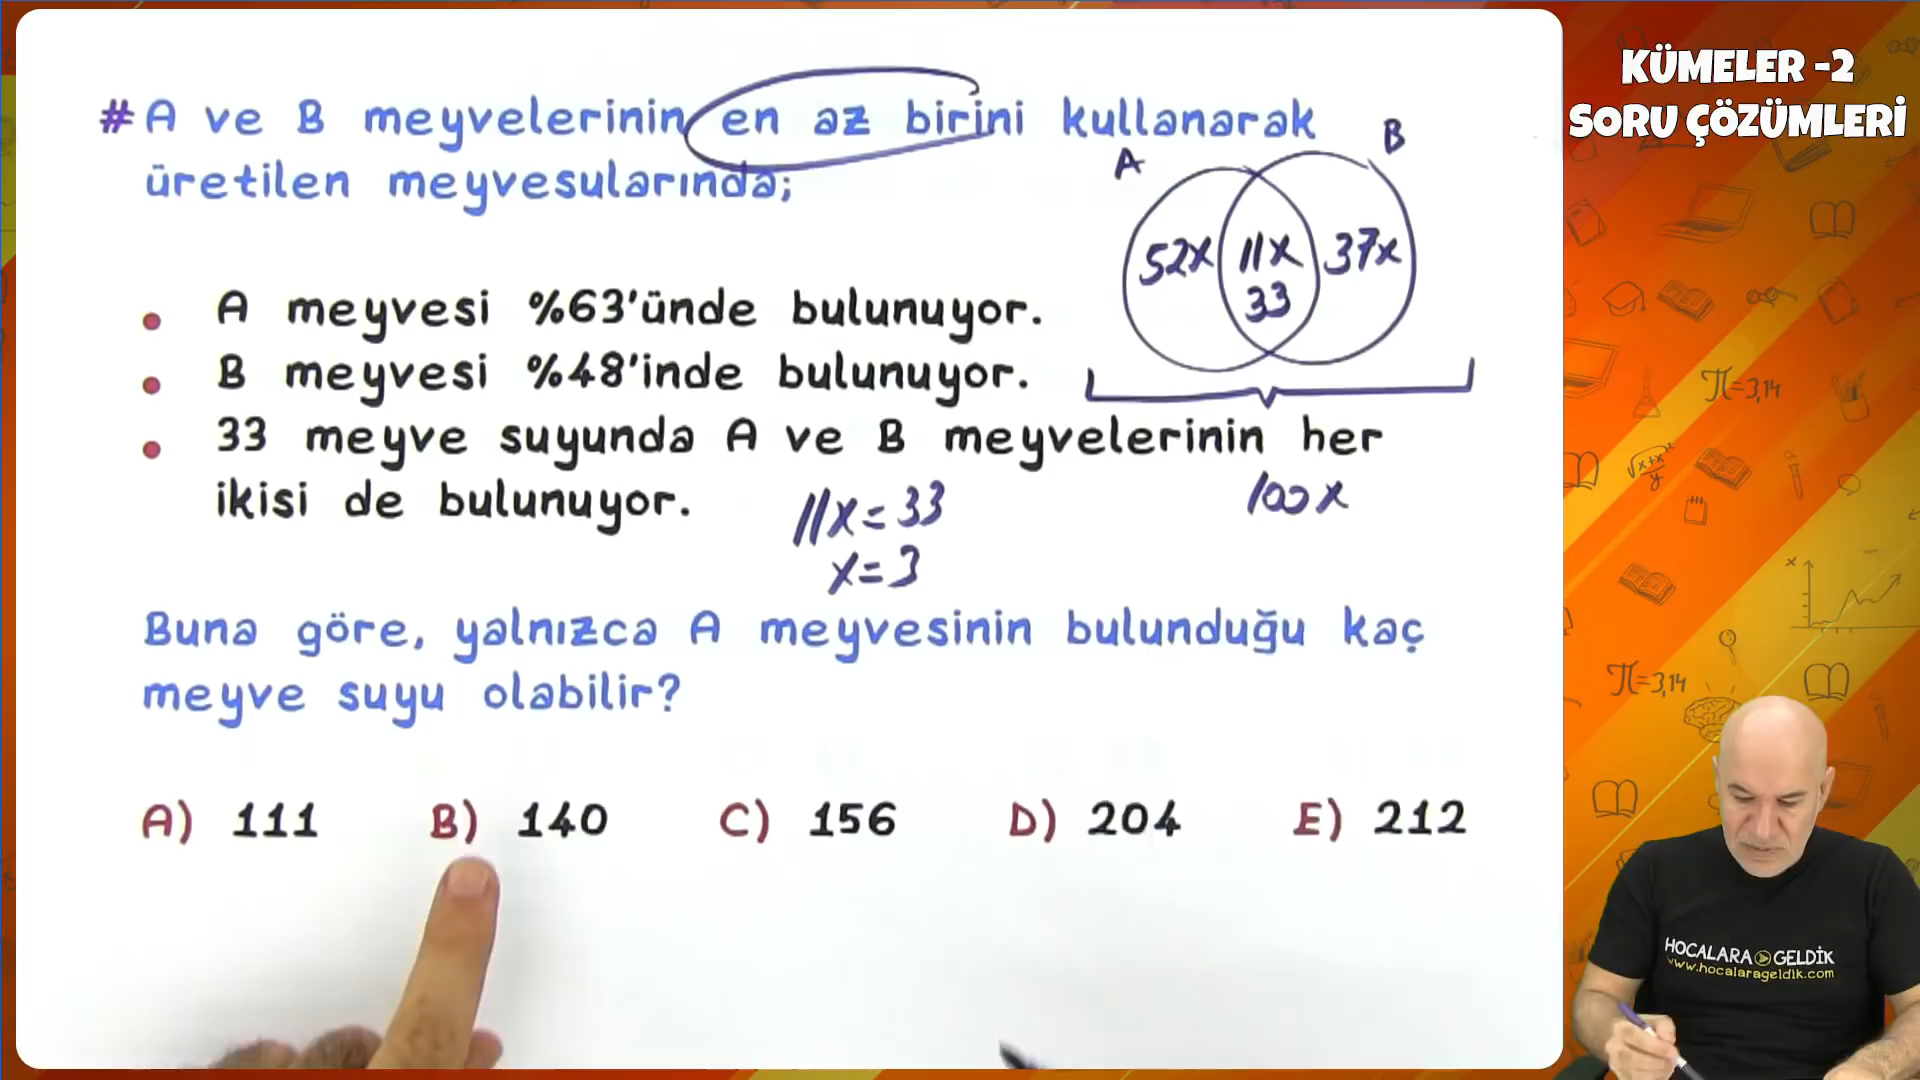 KÜMELER -2
SORU ÇÖZÜMLERİ
# A ve B meyvelerinin en az birini kullanarak
üretilen meyvesularında;
A
B
52x 11x 37x
33
• A meyvesi %63'ünde bulunuyor.
• B meyvesi %48'inde bulunuyor.
• 33 meyve suyunda A ve B meyvelerinin her
ikisi de bulunuyor.
11x = 33
x = 3
100x
Buna göre, yalnızca A meyvesinin bulunduğu kaç
meyve suyu olabilir?
A) 111 B) 140 C) 156 D) 204 E) 212
π=3,14
π=3,14
HOCALARA GELDİK
www.hocalarageldik.com